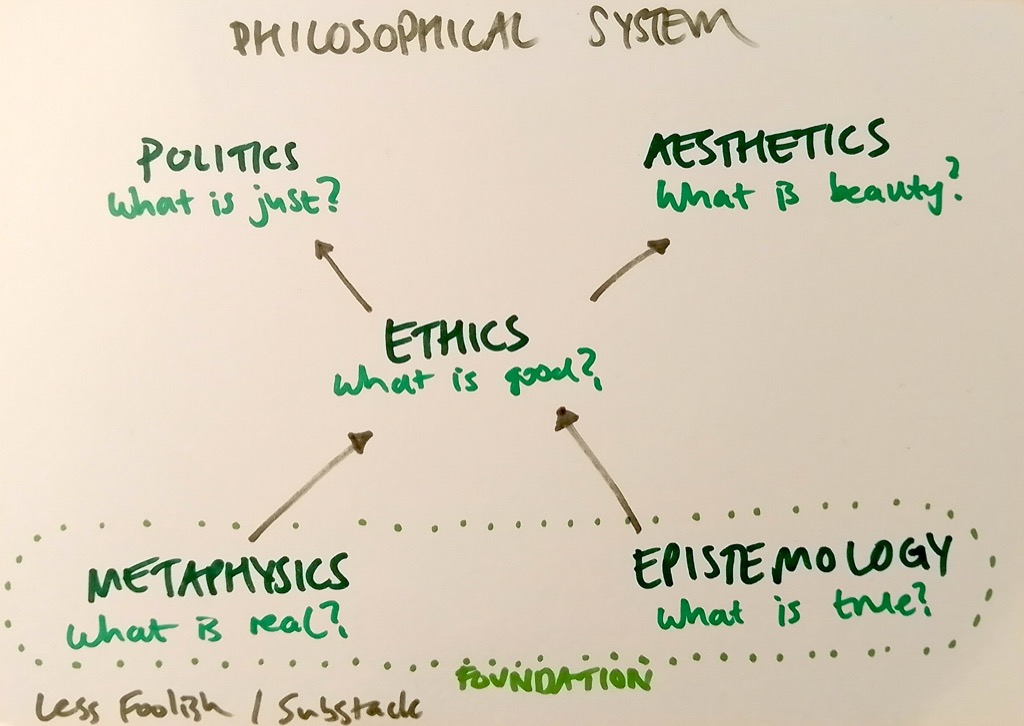 PHILOSOPHICAL SYSTEM
POLITICS
What is just?
AESTHETICS
What is beauty?
ETHICS
What is good?
METAPHYSICS
What is real?
EPISTEMOLOGY
What is true?
FOUNDATION
Less Foolish / Substack